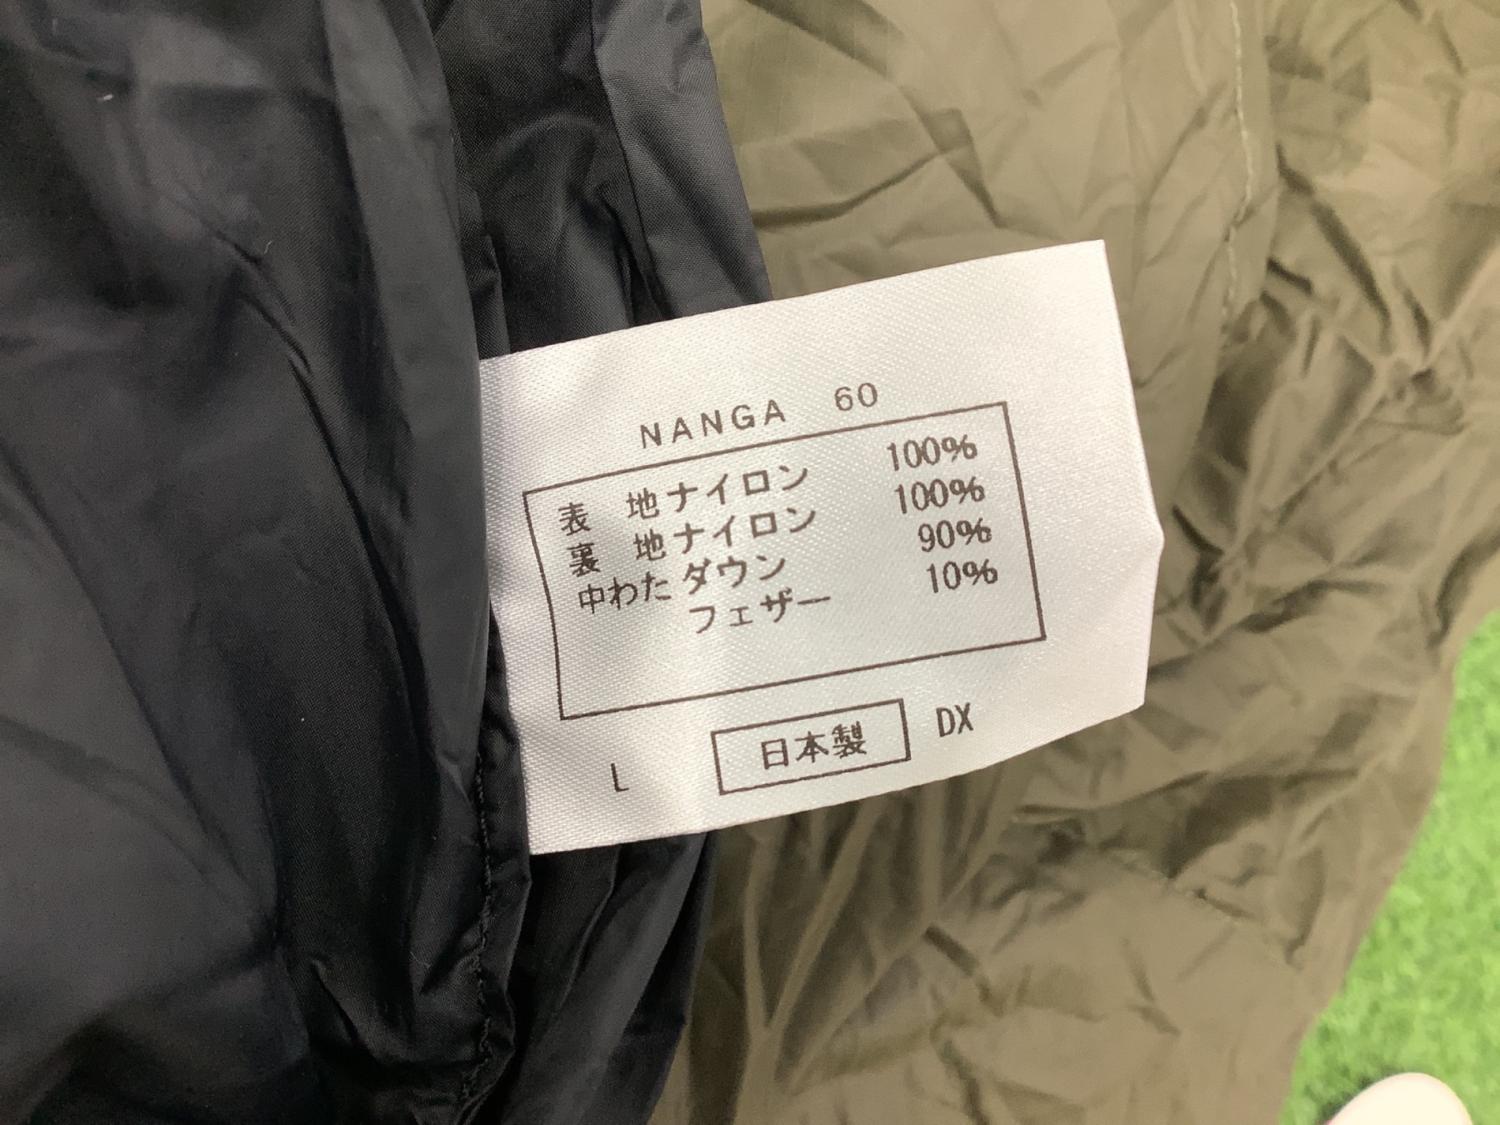 NANGA 60
表 地 ナイロン 100%
裏 地 ナイロン 100%
中わた ダウン 90%
フェザー 10%
L 日本製 DX